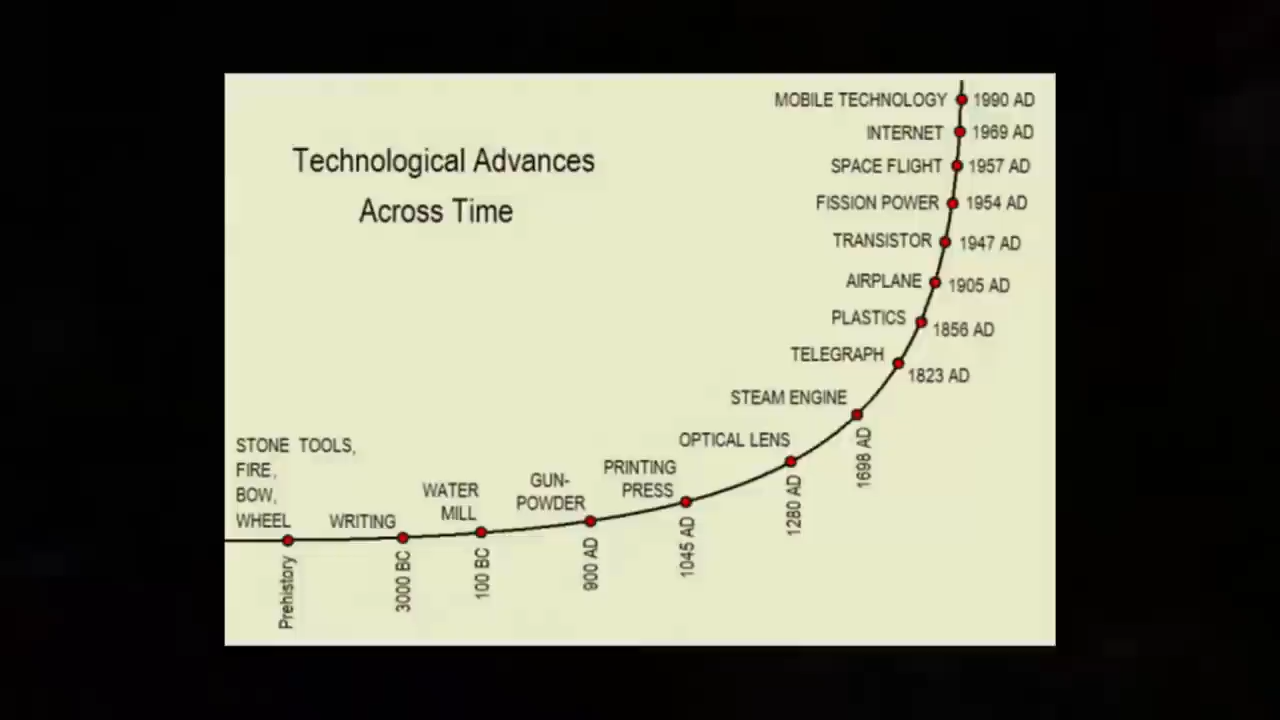 Technological Advances
Across Time
MOBILE TECHNOLOGY 1990 AD
INTERNET 1969 AD
SPACE FLIGHT 1957 AD
FISSION POWER 1954 AD
TRANSISTOR 1947 AD
AIRPLANE 1905 AD
PLASTICS 1856 AD
TELEGRAPH 1823 AD
STEAM ENGINE
1698 AD
OPTICAL LENS
1280 AD
PRINTING
PRESS
1045 AD
GUN-
POWDER
900 AD
WATER
MILL
100 BC
WRITING
3000 BC
STONE TOOLS,
FIRE,
BOW,
WHEEL
Prehistory